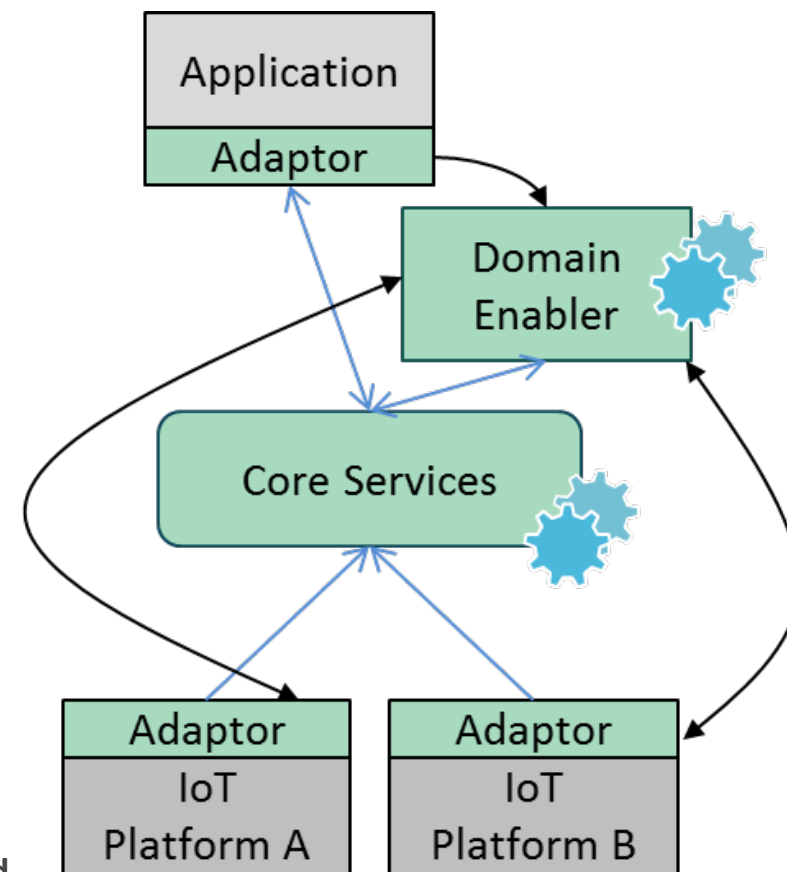 Application
Adaptor
Domain
Enabler
Core Services
Adaptor
IoT
Platform A
Adaptor
IoT
Platform B